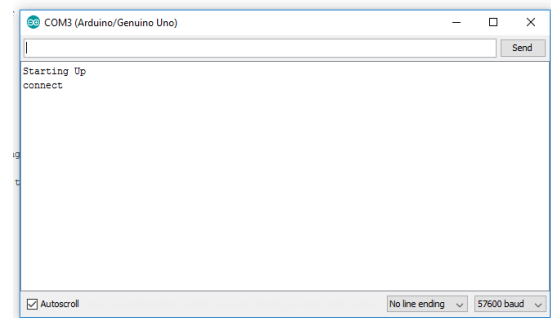 COM3 (Arduino/Genuino Uno)
Send
Starting Up
connect
Autoscroll
No line ending
57600 baud